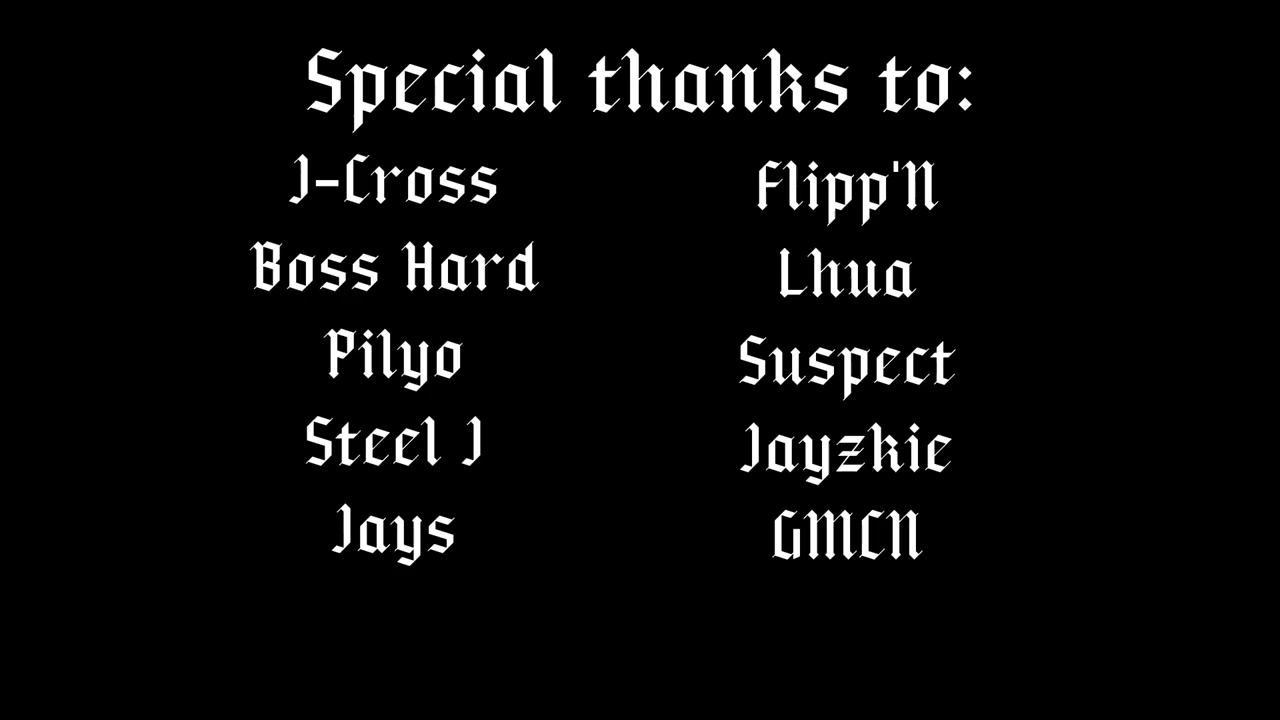 Special thanks to:
J-Cross
Boss Hard
Pilyo
Steel J
Jays
Flipp'N
Lhua
Suspect
Jayzkie
GMCN